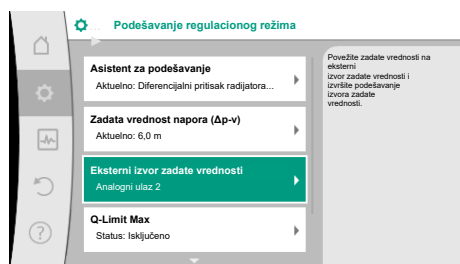 Podešavanje regulacionog režima
Asistent za podešavanje
Aktuelno: Diferencijalni pritisak radijatora...
Zadata vrednost napora (Δp-v)
Aktuelno: 6,0 m
Eksterni izvor zadate vrednosti
Analogni ulaz 2
Q-Limit Max
Status: Isključeno
Povežite zadate vrednosti na
eksterni
izvor zadate vrednosti i
izvršite podešavanje
izvora zadate
vrednosti.